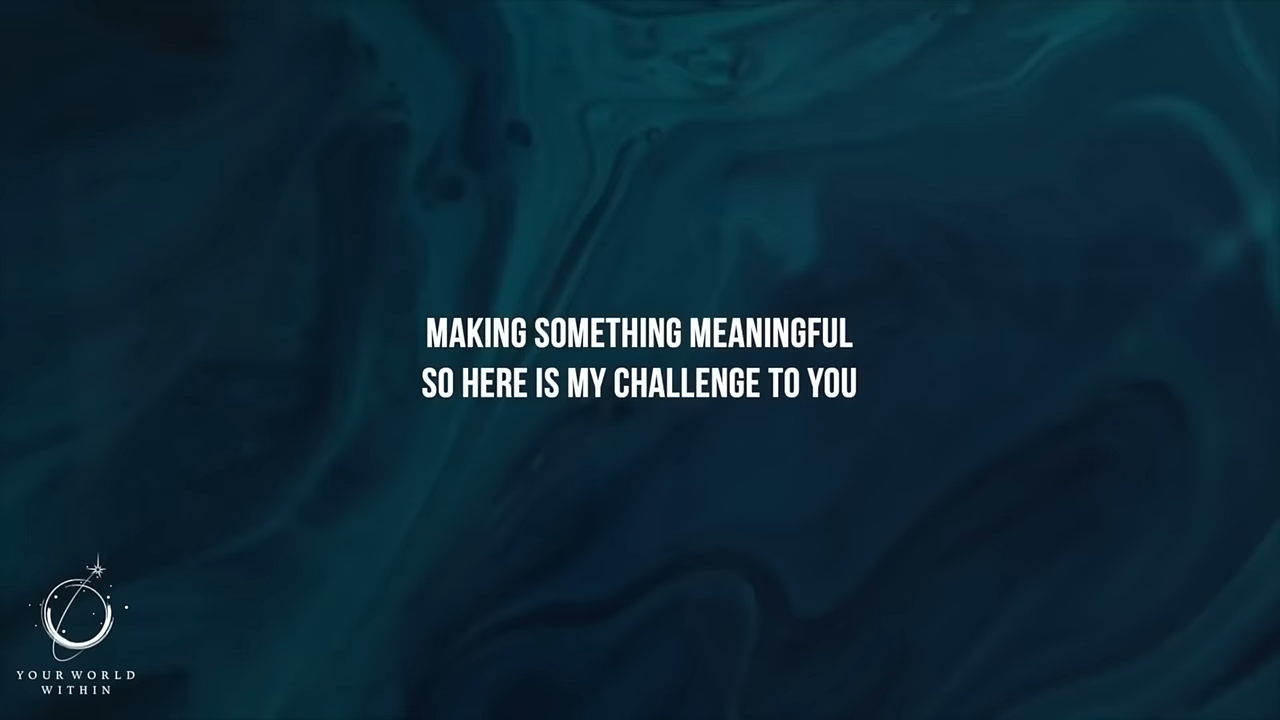 MAKING SOMETHING MEANINGFUL
SO HERE IS MY CHALLENGE TO YOU
YOUR WORLD
WITHIN